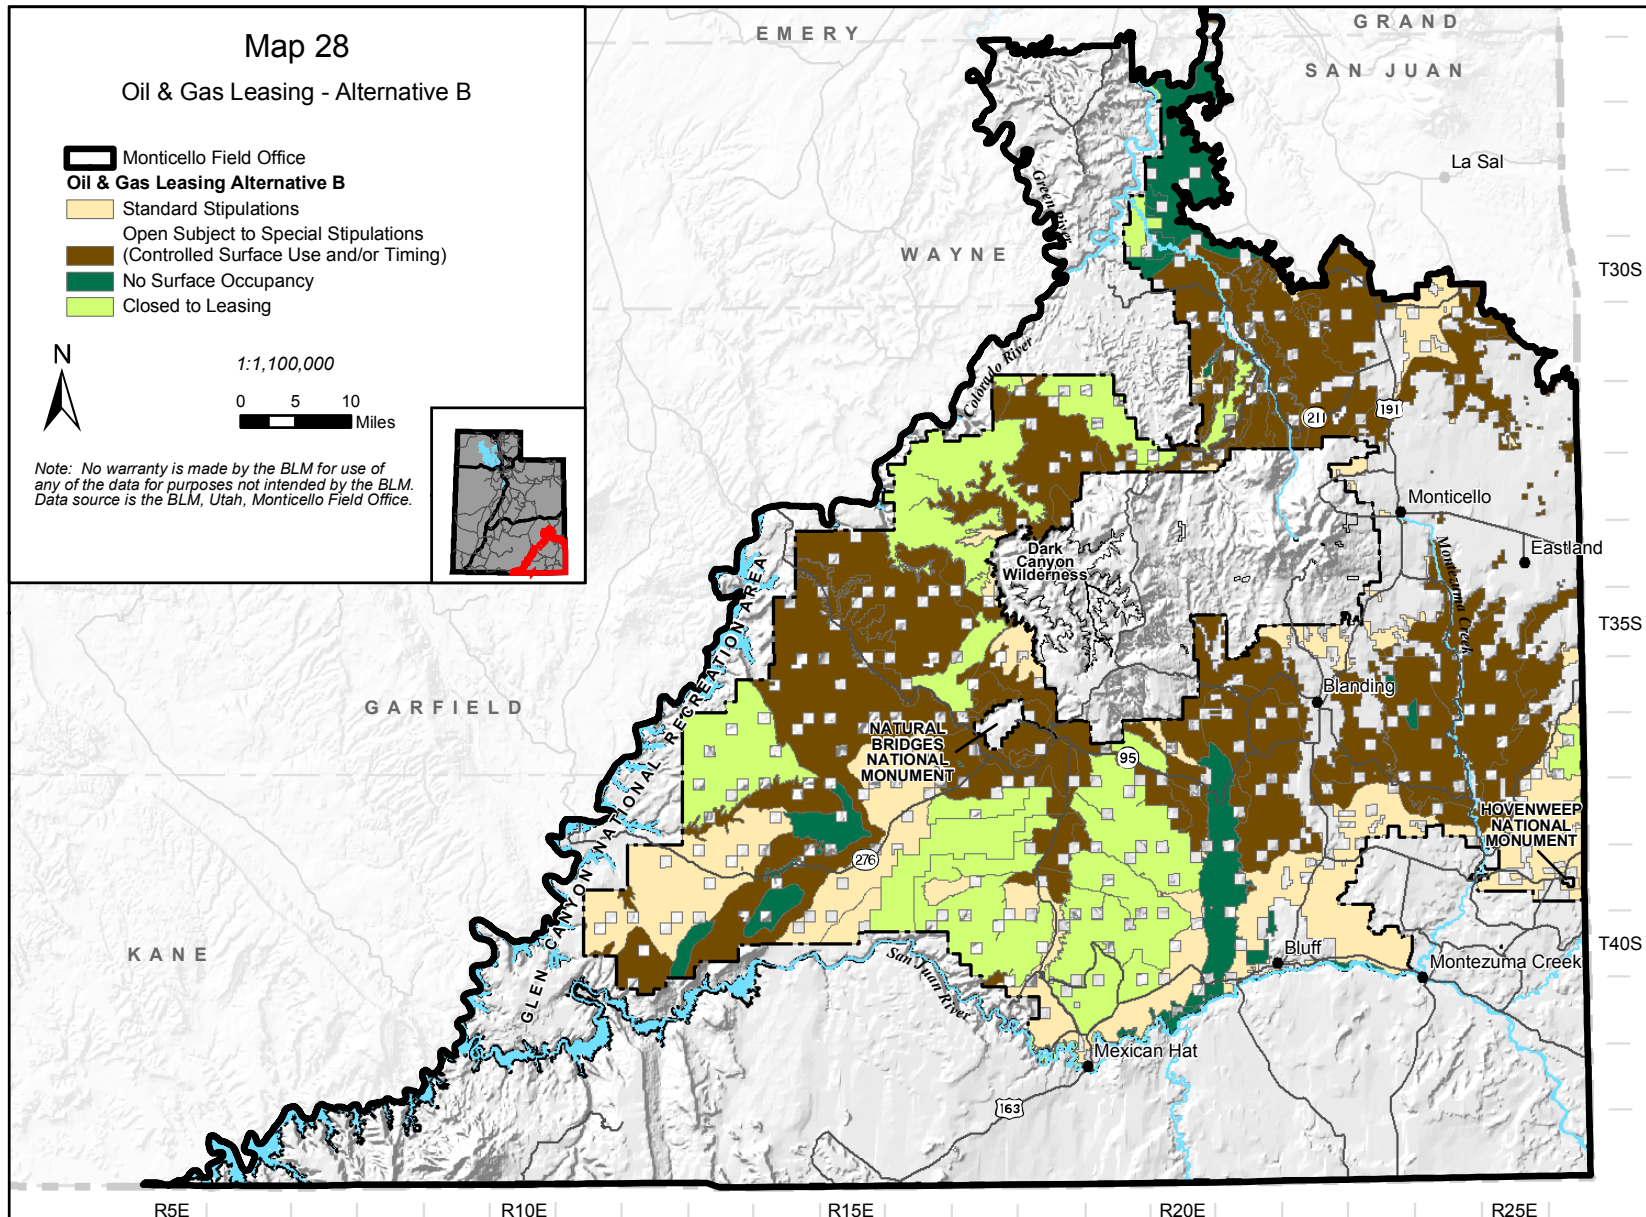 Map 28
Oil & Gas Leasing - Alternative B
Monticello Field Office
Oil & Gas Leasing Alternative B
Standard Stipulations
Open Subject to Special Stipulations
(Controlled Surface Use and/or Timing)
No Surface Occupancy
Closed to Leasing
N
1:1,100,000
0 5 10
Miles
Note: No warranty is made by the BLM for use of
any of the data for purposes not intended by the BLM.
Data source is the BLM, Utah, Monticello Field Office.
EMERY
GRAND
SAN JUAN
La Sal
Green River
WAYNE
T30S
Colorado River
211
191
Monticello
Dark
Canyon
Wilderness
Eastland
Montezuma Creek
T35S
GLEN CANYON NATIONAL RECREATION AREA
Blanding
GARFIELD
NATURAL
BRIDGES
NATIONAL
MONUMENT
95
HOVENWEEP
NATIONAL
MONUMENT
276
KANE
San Juan River
Bluff
T40S
Montezuma Creek
Mexican Hat
163
R5E
R10E
R15E
R20E
R25E